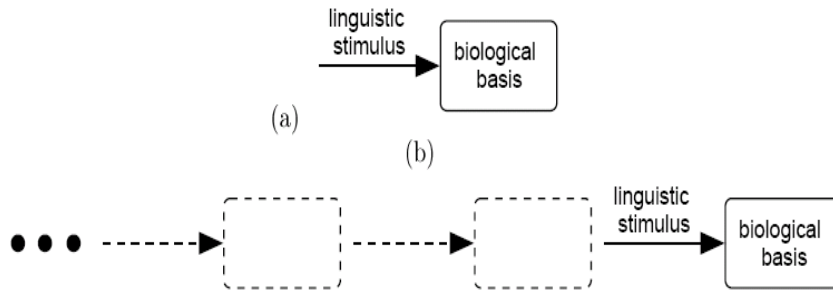 linguistic
stimulus
biological
basis
(a)
(b)
linguistic
stimulus
biological
basis